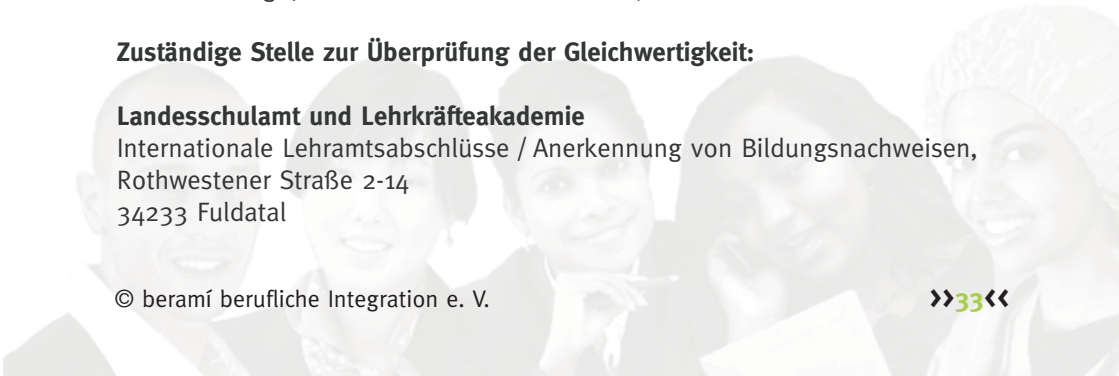 Zuständige Stelle zur Überprüfung der Gleichwertigkeit:
Landesschulamt und Lehrkräfteakademie
Internationale Lehramtsabschlüsse / Anerkennung von Bildungsnachweisen,
Rothwestener Straße 2-14
34233 Fuldatal
© beramí berufliche Integration e. V.
>>33<<